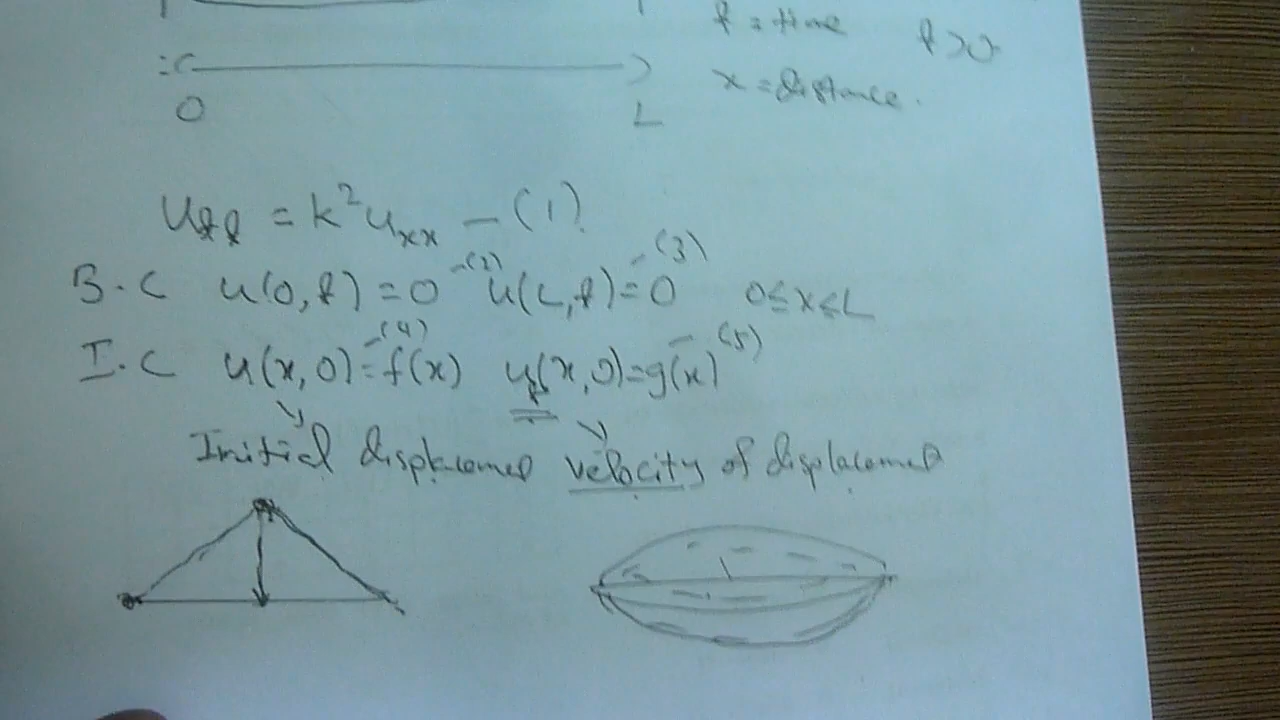 t = time t>0
x = distance.
0 L
u_tt = k²u_xx – (1)
B.C u(0,t) = 0 –(2) u(L,t) = 0 –(3) 0≤x≤L
I.C u(x,0) = f(x) –(4) u_t(x,0) = g(x) –(5)
Initial displacement velocity of displacement